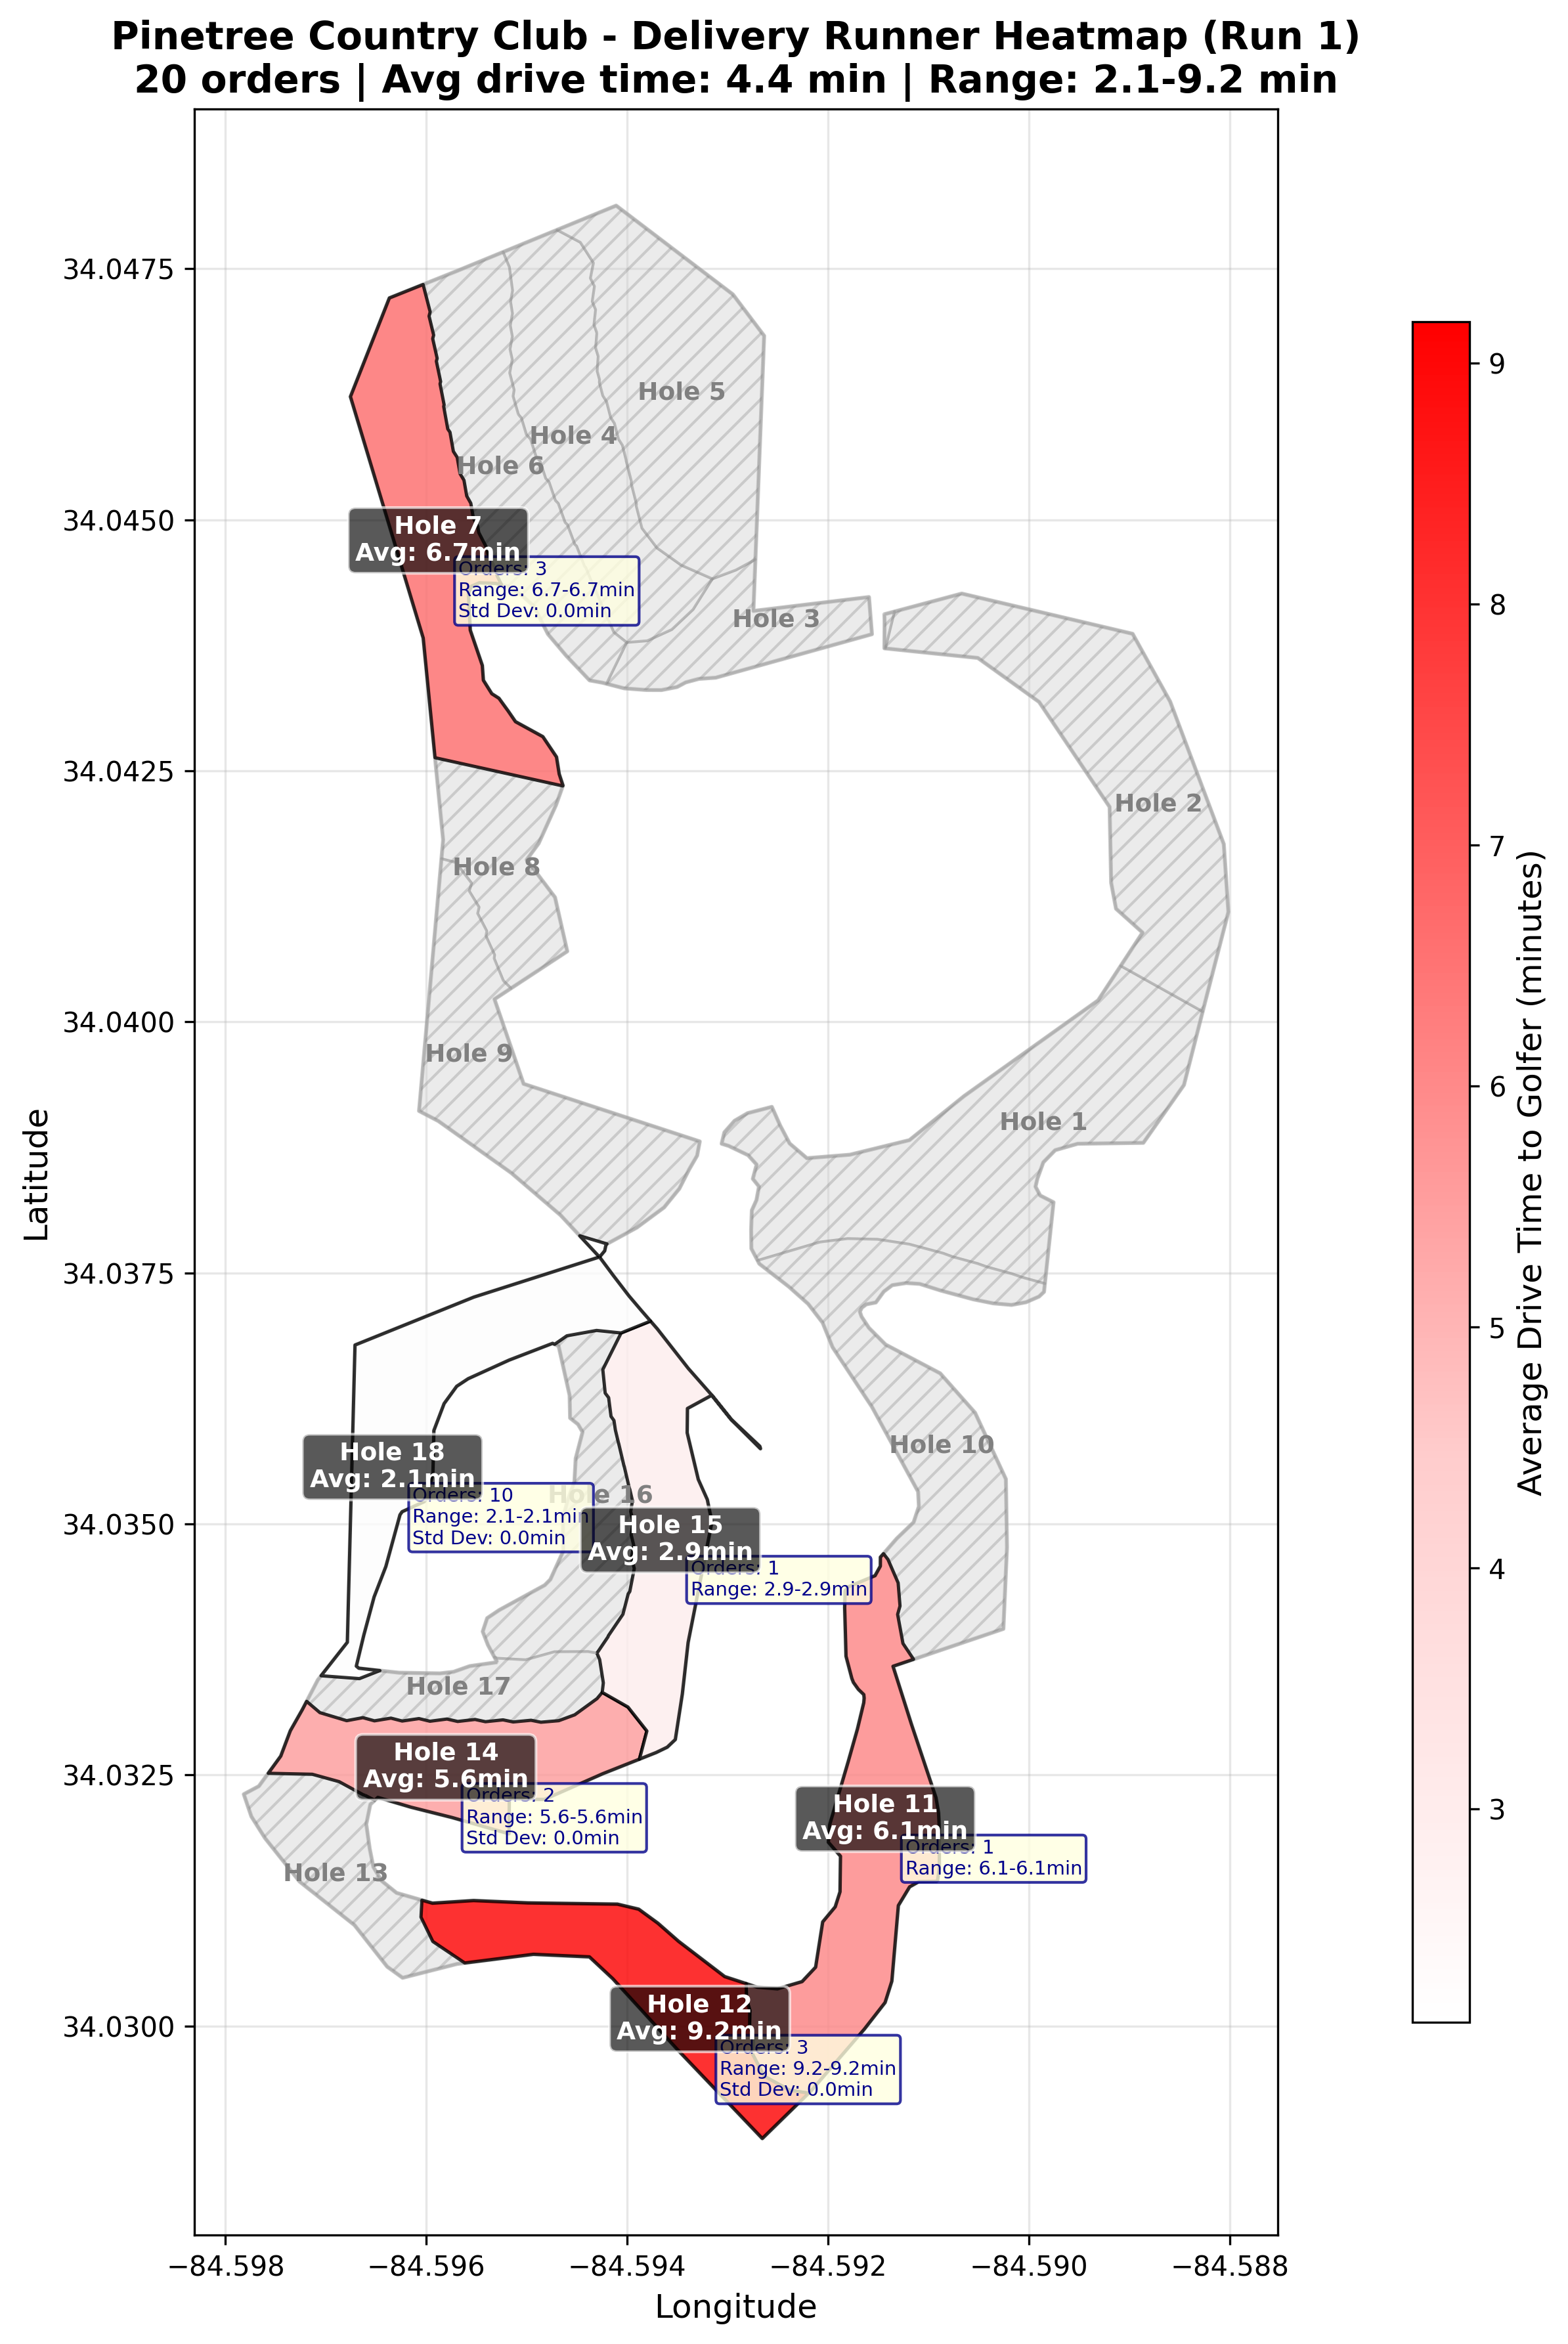 Pinetree Country Club - Delivery Runner Heatmap (Run 1)
20 orders | Avg drive time: 4.4 min | Range: 2.1-9.2 min
Latitude
34.0475
34.0450
34.0425
34.0400
34.0375
34.0350
34.0325
34.0300
Hole 5
Hole 4
Hole 6
Hole 7
Avg: 6.7min
Orders: 3
Range: 6.7-6.7min
Std Dev: 0.0min
Hole 3
Hole 2
Hole 8
Hole 9
Hole 1
Hole 10
Hole 18
Avg: 2.1min
Orders: 10
Range: 2.1-2.1min
Std Dev: 0.0min
Hole 16
Hole 15
Avg: 2.9min
Orders: 1
Range: 2.9-2.9min
Hole 17
Hole 14
Avg: 5.6min
Orders: 2
Range: 5.6-5.6min
Std Dev: 0.0min
Hole 11
Avg: 6.1min
Orders: 1
Range: 6.1-6.1min
Hole 13
Hole 12
Avg: 9.2min
Orders: 3
Range: 9.2-9.2min
Std Dev: 0.0min
−84.598
−84.596
−84.594
−84.592
−84.590
−84.588
Longitude
9
8
7
6
5
4
3
Average Drive Time to Golfer (minutes)